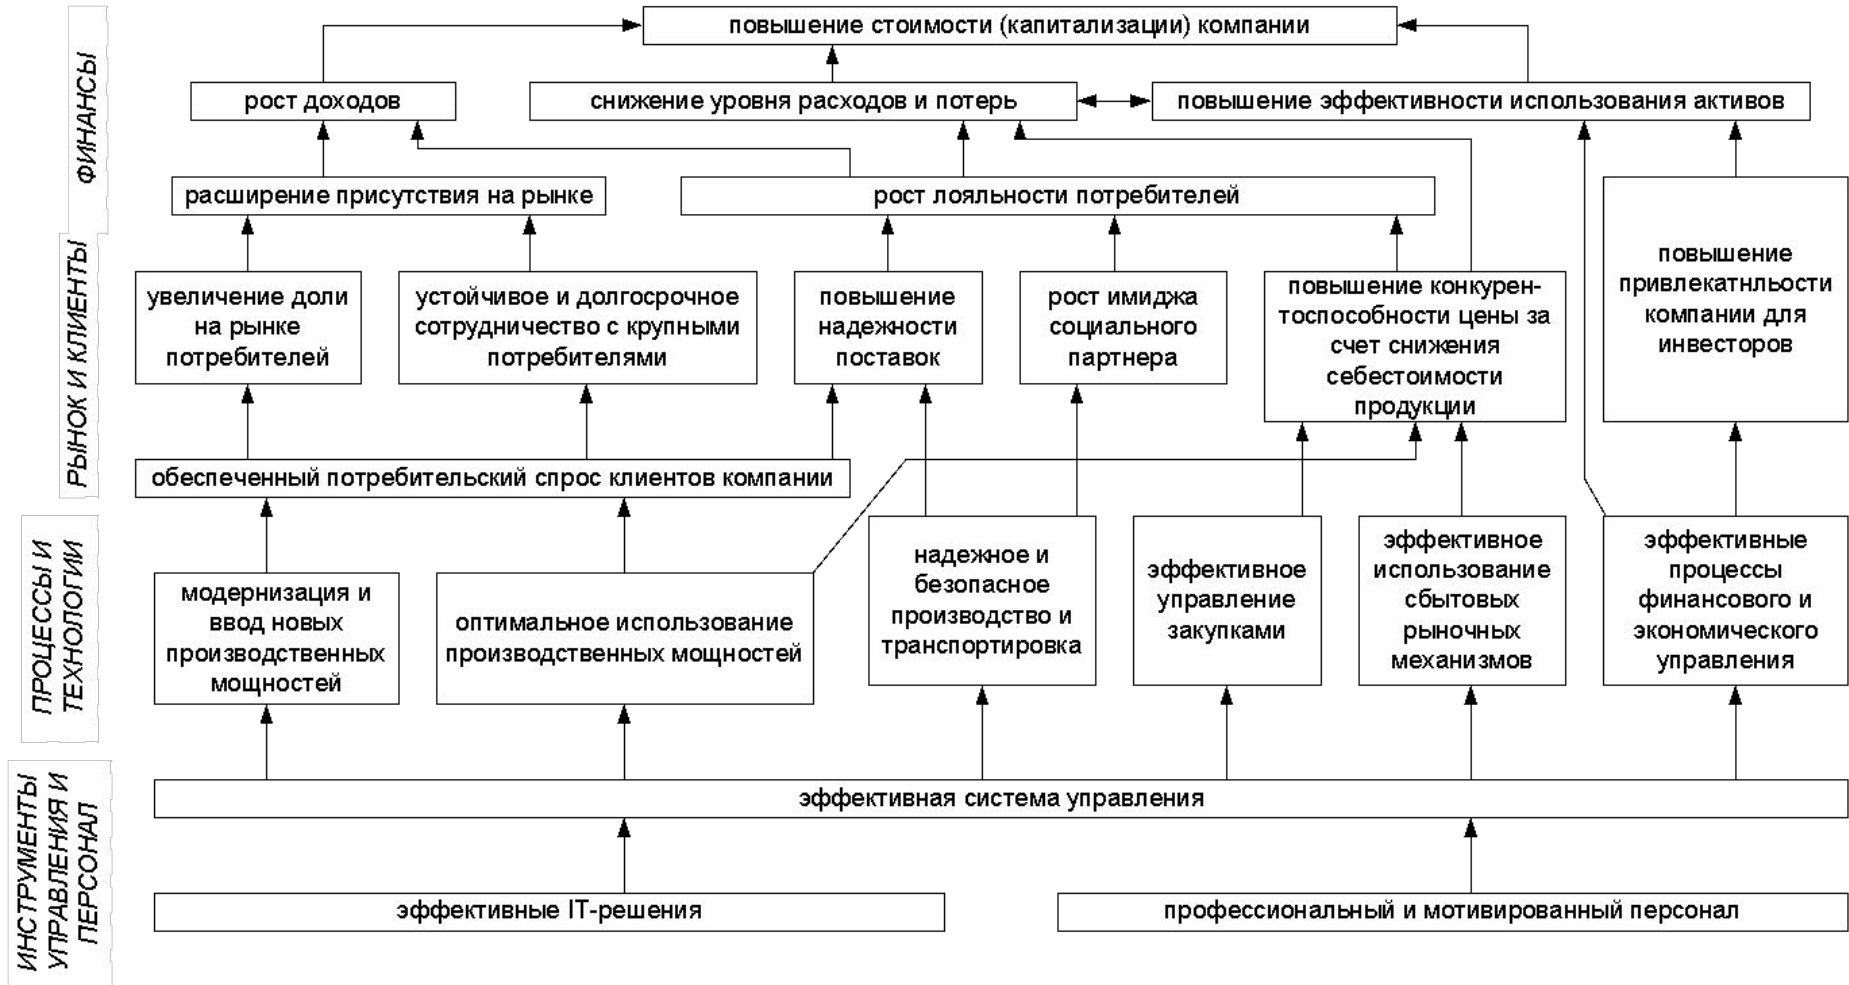 повышение стоимости (капитализации) компании
ФИНАНСЫ
рост доходов
снижение уровня расходов и потерь
повышение эффективности использования активов
расширение присутствия на рынке
рост лояльности потребителей
РЫНОК И КЛИЕНТЫ
увеличение доли
на рынке
потребителей
устойчивое и долгосрочное
сотрудничество с крупными
потребителями
повышение
надежности
поставок
рост имиджа
социального
партнера
повышение конкурен-
тоспособности цены за
счет снижения
себестоимости
продукции
повышение
привлекатнльости
компании для
инвесторов
обеспеченный потребительский спрос клиентов компании
ПРОЦЕССЫ И
ТЕХНОЛОГИИ
модернизация и
ввод новых
производственных
мощностей
оптимальное использование
производственных мощностей
надежное и
безопасное
производство и
транспортировка
эффективное
управление
закупками
эффективное
использование
сбытовых
рыночных
механизмов
эффективные
процессы
финансового и
экономического
управления
ИНСТРУМЕНТЫ
УПРАВЛЕНИЯ И
ПЕРСОНАЛ
эффективная система управления
эффективные IT-решения
профессиональный и мотивированный персонал